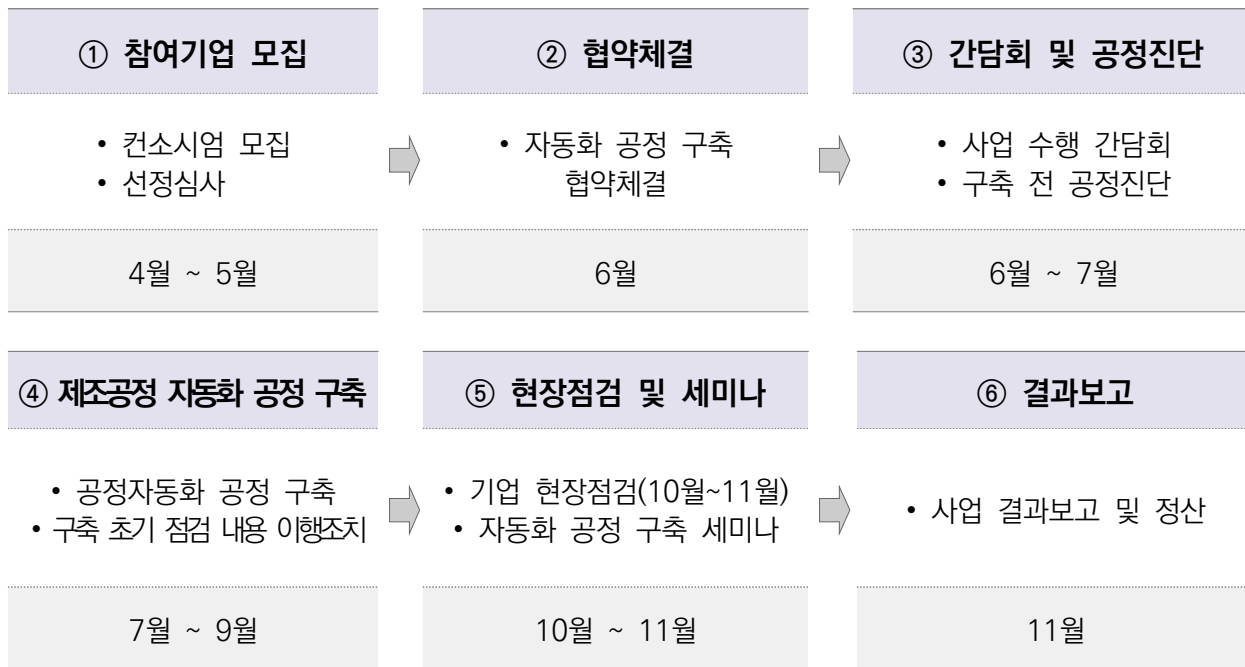 ① 참여기업 모집
• 컨소시엄 모집
• 선정심사
4월 ~ 5월
② 협약체결
• 자동화 공정 구축
협약체결
6월
③ 간담회 및 공정진단
• 사업 수행 간담회
• 구축 전 공정진단
6월 ~ 7월
④ 제조공정 자동화 공정 구축
• 공정자동화 공정 구축
• 구축 초기 점검 내용 이행조치
7월 ~ 9월
⑤ 현장점검 및 세미나
• 기업 현장점검(10월~11월)
• 자동화 공정 구축 세미나
10월 ~ 11월
⑥ 결과보고
• 사업 결과보고 및 정산
11월